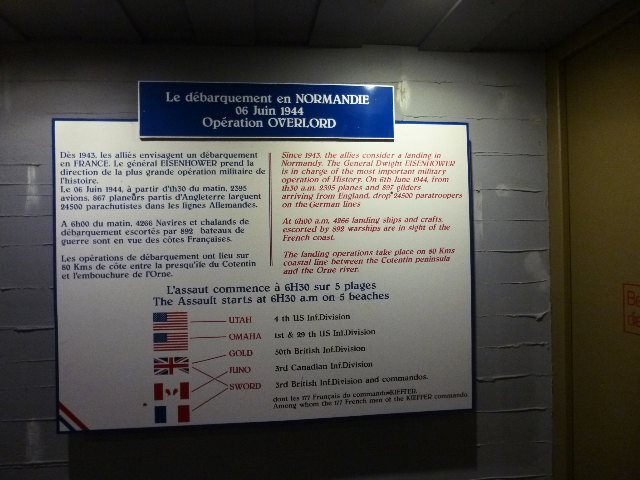 Le débarquement en NORMANDIE
06 Juin 1944
Opération OVERLORD
Dès 1943, les alliés envisagent un débarquement
en FRANCE. Le général EISENHOWER prend la
direction de la plus grande opération militaire de
l'histoire.
Le 06 Juin 1944, à partir d'1h30 du matin, 2395
avions, 867 planeurs partis d'Angleterre larguent
24500 parachutistes dans les lignes Allemandes.
A 6h00 du matin, 4266 Navires et chalands de
débarquement escortés par 892 bateaux de
guerre sont en vue des côtes Françaises.
Les opérations de débarquement ont lieu sur
80 Kms de côte entre la presqu'île du Cotentin
et l'embouchure de l'Orne.
Since 1943, the allies consider a landing in
Normandy. The General Dwight EISENHOWER
is in charge of the most important military
operation of History. On 6th June 1944, from
1h30 a.m. 2395 planes and 897 gliders
arriving from England, drop 24500 paratroopers
on the German lines
At 6h00 a.m, 4266 landing ships and crafts,
escorted by 892 warships are in sight of the
French coast.
The landing operations take place on 80 Kms
coastal line between the Cotentin peninsula
and the Orne river.
L'assaut commence à 6H30 sur 5 plages
The Assault starts at 6H30 a.m on 5 beaches
UTAH 4 th US Inf.Division
OMAHA 1st & 29 th US Inf.Division
GOLD 50th British Inf.Division
JUNO 3rd Canadian Inf.Division
SWORD 3rd British Inf.Division and commandos.
dont les 177 Français du commando KIEFFER.
Among whom the 177 French men of the KIEFFER commando